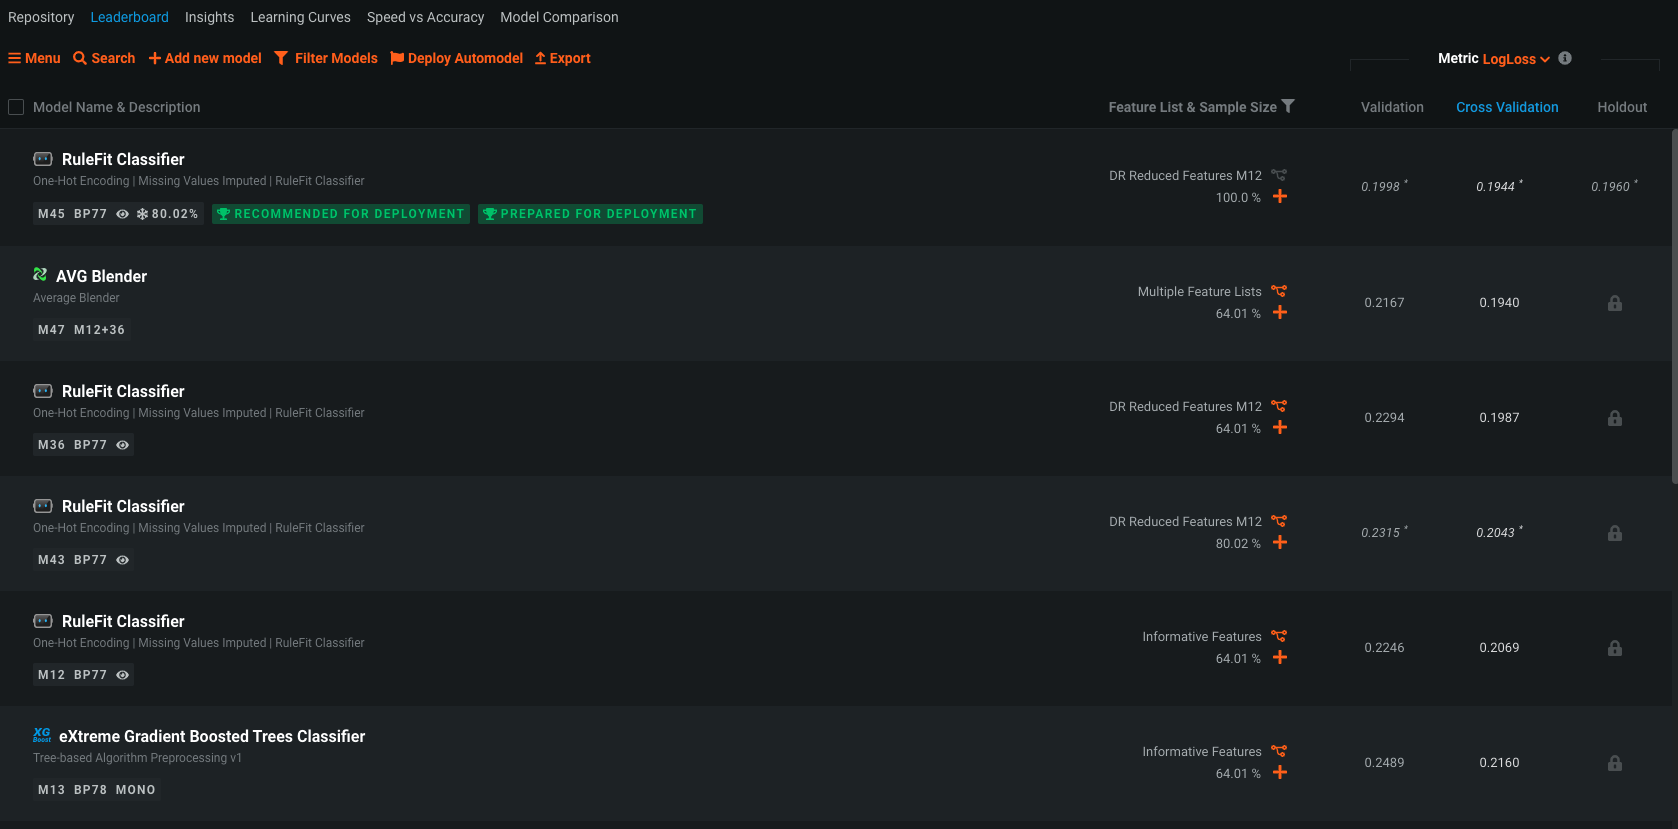 Repository Leaderboard Insights Learning Curves Speed vs Accuracy Model Comparison
Menu Search Add new model Filter Models Deploy Automodel Export Metric LogLoss
Model Name & Description Feature List & Sample Size Validation Cross Validation Holdout
RuleFit Classifier
One-Hot Encoding | Missing Values Imputed | RuleFit Classifier
DR Reduced Features M12
100.0 %
0.1998 * 0.1944 * 0.1960 *
M45 BP77 80.02% RECOMMENDED FOR DEPLOYMENT PREPARED FOR DEPLOYMENT
AVG Blender
Average Blender
Multiple Feature Lists
64.01 %
0.2167 0.1940
M47 M12+36
RuleFit Classifier
One-Hot Encoding | Missing Values Imputed | RuleFit Classifier
DR Reduced Features M12
64.01 %
0.2294 0.1987
M36 BP77
RuleFit Classifier
One-Hot Encoding | Missing Values Imputed | RuleFit Classifier
DR Reduced Features M12
80.02 %
0.2315 * 0.2043 *
M43 BP77
RuleFit Classifier
One-Hot Encoding | Missing Values Imputed | RuleFit Classifier
Informative Features
64.01 %
0.2246 0.2069
M12 BP77
XG Boost eXtreme Gradient Boosted Trees Classifier
Tree-based Algorithm Preprocessing v1
Informative Features
64.01 %
0.2489 0.2160
M13 BP78 MONO